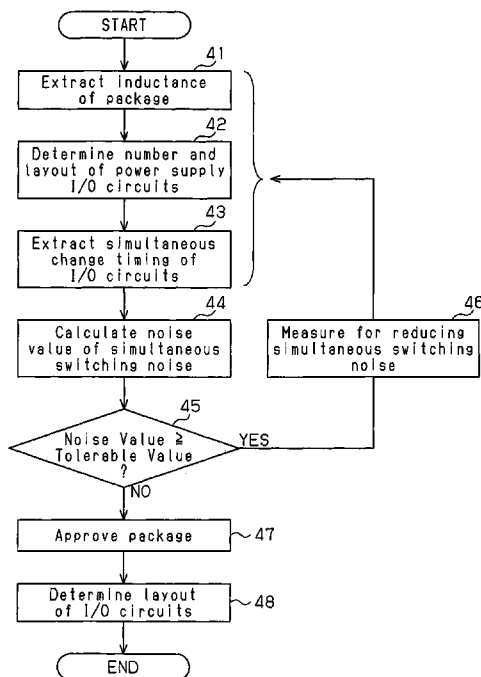 START
41
Extract inductance
of package
42
Determine number and
layout of power supply
I/O circuits
43
Extract simultaneous
change timing of
I/O circuits
44
Calculate noise
value of simultaneous
switching noise
46
Measure for reducing
simultaneous switching
noise
45
Noise Value ≧
Tolerable Value
?
YES
NO
Approve package
47
Determine layout
of I/O circuits
48
END